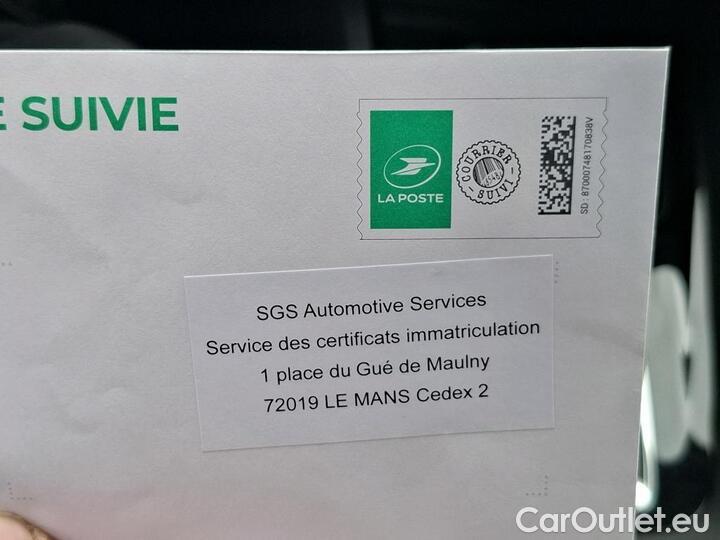 E SUIVIE
LA POSTE
COURRIER
SUIVI
SD: 87000748170838V
SGS Automotive Services
Service des certificats immatriculation
1 place du Gué de Maulny
72019 LE MANS Cedex 2
CarOutlet.eu